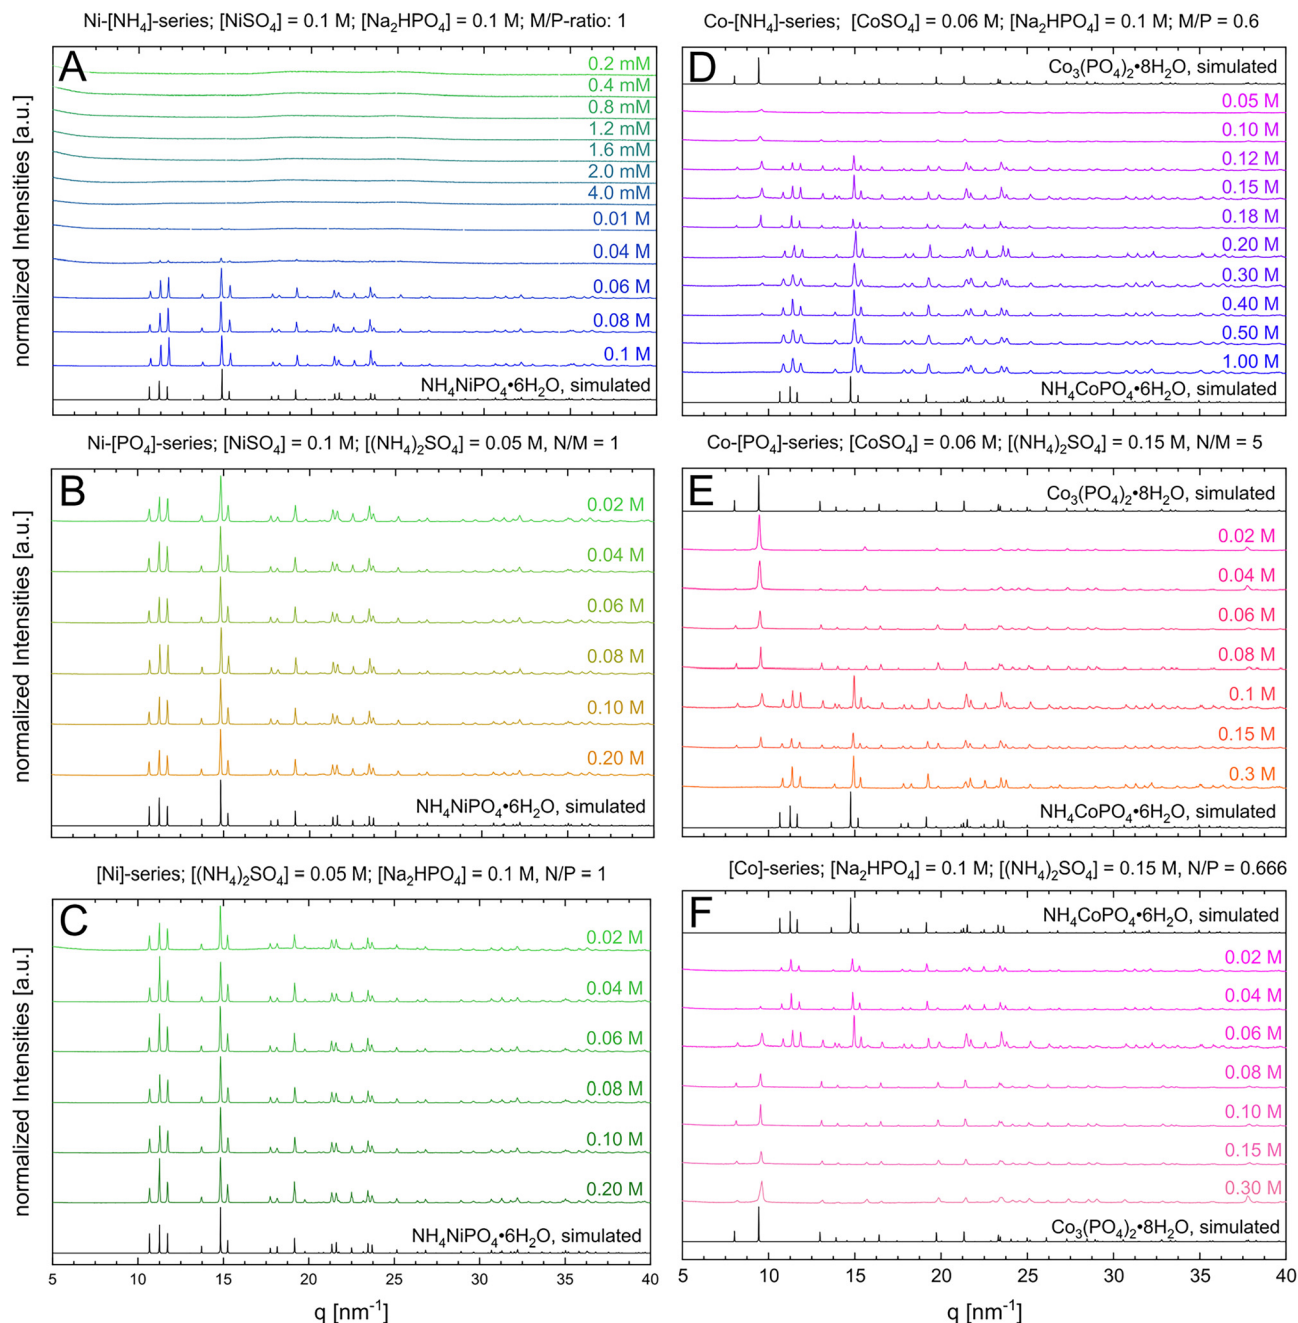 Ni-[NH₄]-series; [NiSO₄] = 0.1 M; [Na₂HPO₄] = 0.1 M; M/P-ratio: 1
A
0.2 mM
0.4 mM
0.8 mM
1.2 mM
1.6 mM
2.0 mM
4.0 mM
0.01 M
0.04 M
0.06 M
0.08 M
0.1 M
NH₄NiPO₄•6H₂O, simulated
normalized Intensities [a.u.]
Ni-[PO₄]-series; [NiSO₄] = 0.1 M; [(NH₄)₂SO₄] = 0.05 M, N/M = 1
B
0.02 M
0.04 M
0.06 M
0.08 M
0.10 M
0.20 M
NH₄NiPO₄•6H₂O, simulated
normalized Intensities [a.u.]
[Ni]-series; [(NH₄)₂SO₄] = 0.05 M; [Na₂HPO₄] = 0.1 M, N/P = 1
C
0.02 M
0.04 M
0.06 M
0.08 M
0.10 M
0.20 M
NH₄NiPO₄•6H₂O, simulated
normalized Intensities [a.u.]
5 10 15 20 25 30 35 40
q [nm⁻¹]
Co-[NH₄]-series; [CoSO₄] = 0.06 M; [Na₂HPO₄] = 0.1 M; M/P = 0.6
D
Co₃(PO₄)₂•8H₂O, simulated
0.05 M
0.10 M
0.12 M
0.15 M
0.18 M
0.20 M
0.30 M
0.40 M
0.50 M
1.00 M
NH₄CoPO₄•6H₂O, simulated
Co-[PO₄]-series; [CoSO₄] = 0.06 M; [(NH₄)₂SO₄] = 0.15 M, N/M = 5
E
Co₃(PO₄)₂•8H₂O, simulated
0.02 M
0.04 M
0.06 M
0.08 M
0.1 M
0.15 M
0.3 M
NH₄CoPO₄•6H₂O, simulated
[Co]-series; [Na₂HPO₄] = 0.1 M; [(NH₄)₂SO₄] = 0.15 M, N/P = 0.666
F
NH₄CoPO₄•6H₂O, simulated
0.02 M
0.04 M
0.06 M
0.08 M
0.10 M
0.15 M
0.30 M
Co₃(PO₄)₂•8H₂O, simulated
5 10 15 20 25 30 35 40
q [nm⁻¹]